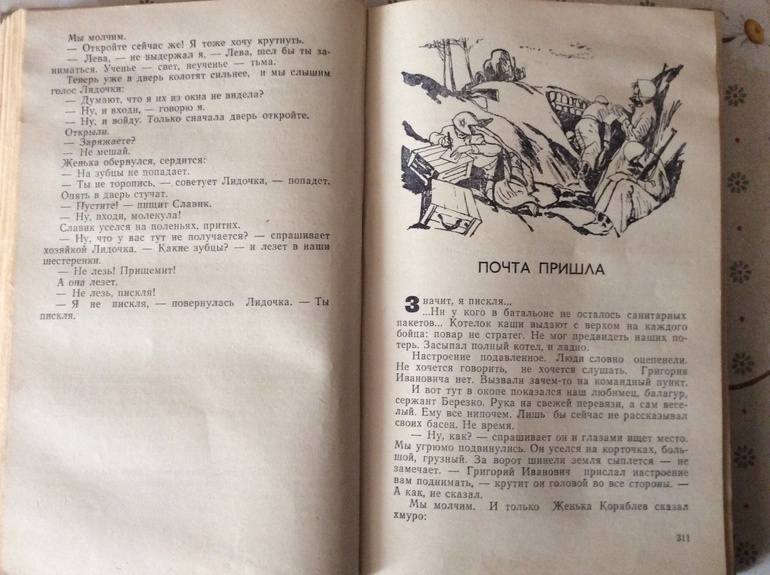 Мы молчим.
— Откройте сейчас же! Я тоже хочу крутнуть.
— Лева, — не выдержал я, — Лева, шел бы ты за-
ниматься. Ученье — свет, неученье — тьма.
Теперь уже в дверь колотят сильнее, и мы слышим
голос Лидочки:
— Думают, что я их из окна не видела?
— Ну, и входи, — говорю я.
— Ну, и войду. Только сначала дверь откройте.
Открыли.
— Заряжаете?
— Не мешай.
Женька обернулся, сердится:
— На зубцы не попадает.
— Ты не торопись, — советует Лидочка, — попадет.
Опять в дверь стучат.
— Пустите! — пищит Славик.
— Ну, входи, молекула!
Славик уселся на поленьях, притих.
— Ну, что у вас тут не получается? — спрашивает
хозяйкой Лидочка. — Какие зубцы? — и лезет в наши
шестеренки.
— Не лезь! Прищемит!
А она лезет.
— Не лезь, пискля!
— Я не пискля, — повернулась Лидочка. — Ты
пискля.
ПОЧТА ПРИШЛА
Значит, я пискля...
...Ни у кого в батальоне не осталось санитарных
пакетов... Котелок каши выдают с верхом на каждого
бойца: повар не стратег. Не мог предвидеть наших по-
терь. Засыпал полный котел, и ладно.
Настроение подавленное. Люди словно оцепенели.
Не хочется говорить, не хочется слушать. Григория
Ивановича нет. Вызвали зачем-то на командный пункт.
И вот тут в окопе показался наш любимец, балагур,
сержант Березко. Рука на свежей перевязи, а сам весе-
лый. Ему все нипочем. Лишь бы сейчас не рассказывал
своих басен. Не время.
— Ну, как? — спрашивает он и глазами ищет место.
Мы угрюмо подвинулись. Он уселся на корточках, боль-
шой, грузный. За ворот шинели земля сыплется — не
замечает. — Григорий Иванович прислал настроение
вам поднимать, — крутит он головой во все стороны. —
А как, не сказал.
Мы молчим. И только Женька Кораблев сказал
хмуро:
311